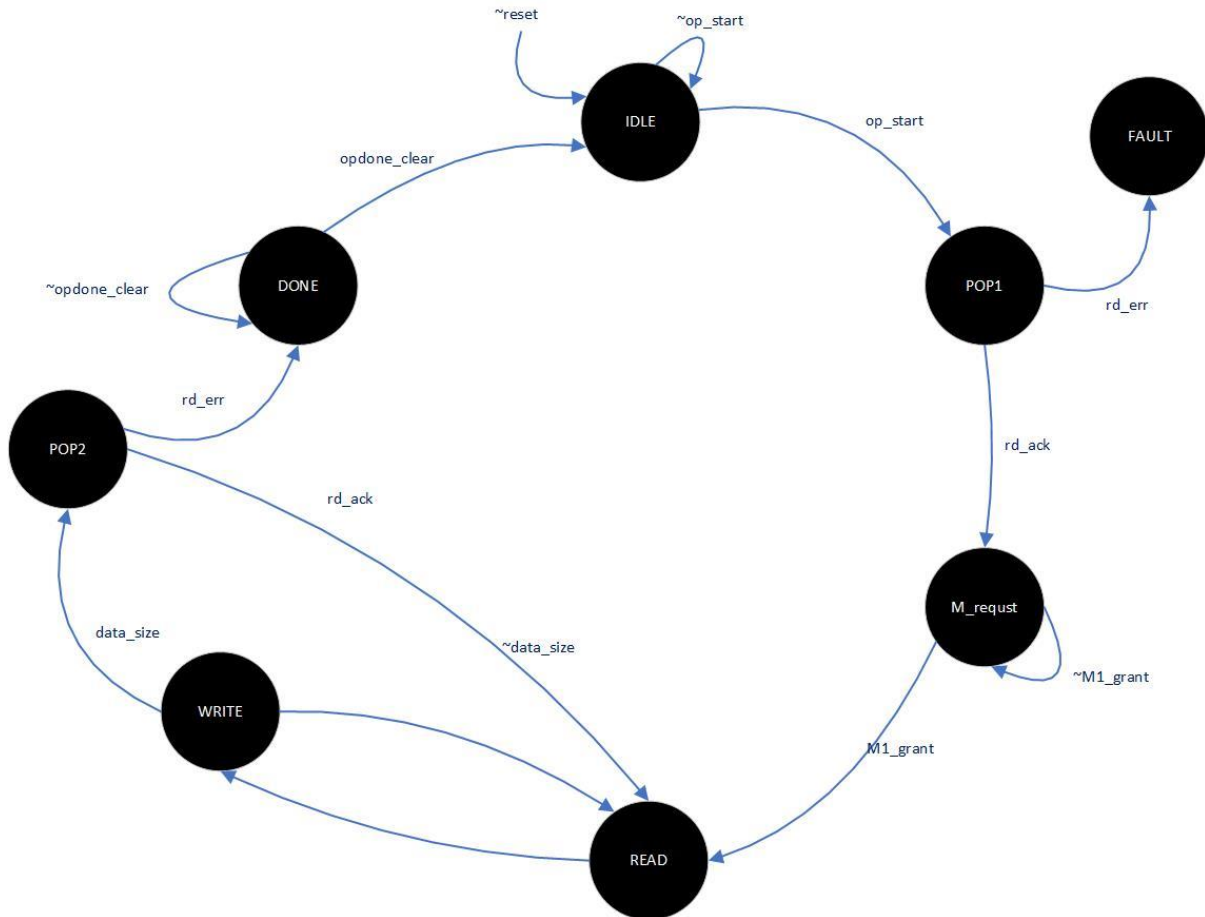 ~reset
~op_start
IDLE
op_start
FAULT
opdone_clear
DONE
~opdone_clear
POP1
rd_err
rd_err
POP2
rd_ack
rd_ack
M_requst
~M1_grant
data_size
~data_size
WRITE
M1_grant
READ